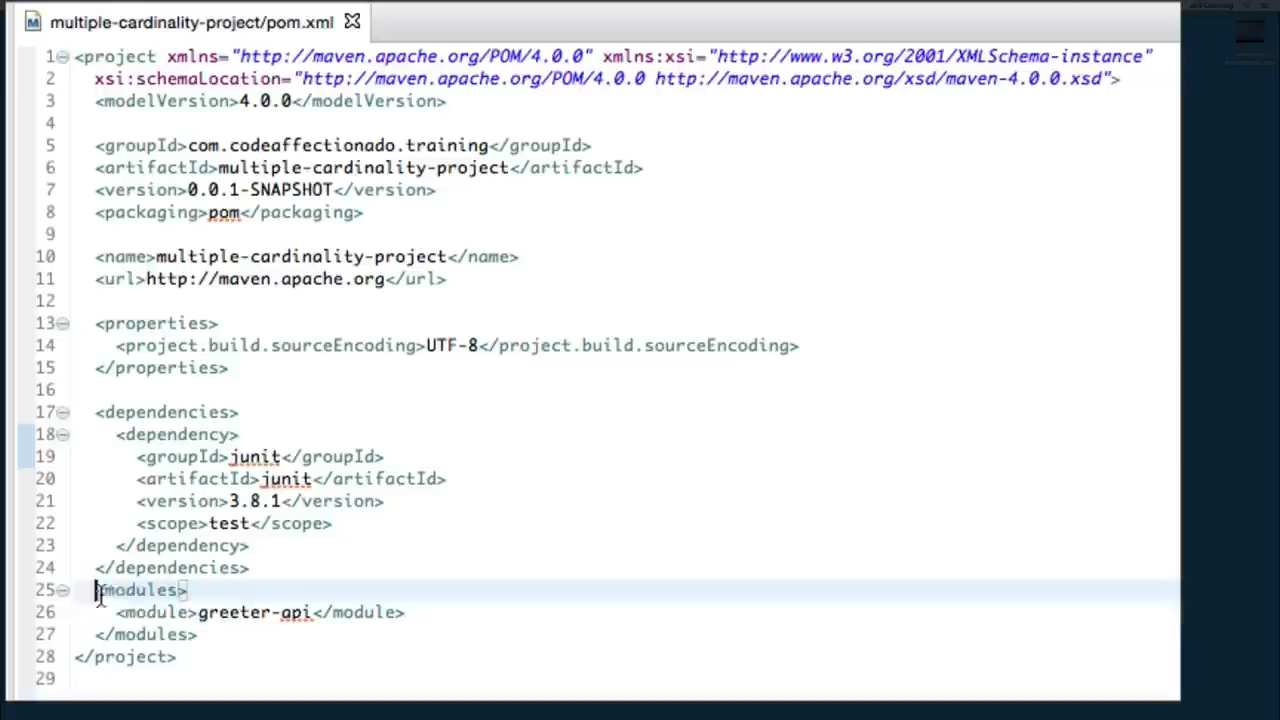 multiple-cardinality-project/pom.xml
1 <project xmlns="http://maven.apache.org/POM/4.0.0" xmlns:xsi="http://www.w3.org/2001/XMLSchema-instance"
2 xsi:schemaLocation="http://maven.apache.org/POM/4.0.0 http://maven.apache.org/xsd/maven-4.0.0.xsd">
3 <modelVersion>4.0.0</modelVersion>
4
5 <groupId>com.codeaffectionado.training</groupId>
6 <artifactId>multiple-cardinality-project</artifactId>
7 <version>0.0.1-SNAPSHOT</version>
8 <packaging>pom</packaging>
9
10 <name>multiple-cardinality-project</name>
11 <url>http://maven.apache.org</url>
12
13 <properties>
14 <project.build.sourceEncoding>UTF-8</project.build.sourceEncoding>
15 </properties>
16
17 <dependencies>
18 <dependency>
19 <groupId>junit</groupId>
20 <artifactId>junit</artifactId>
21 <version>3.8.1</version>
22 <scope>test</scope>
23 </dependency>
24 </dependencies>
25 <modules>
26 <module>greeter-api</module>
27 </modules>
28 </project>
29